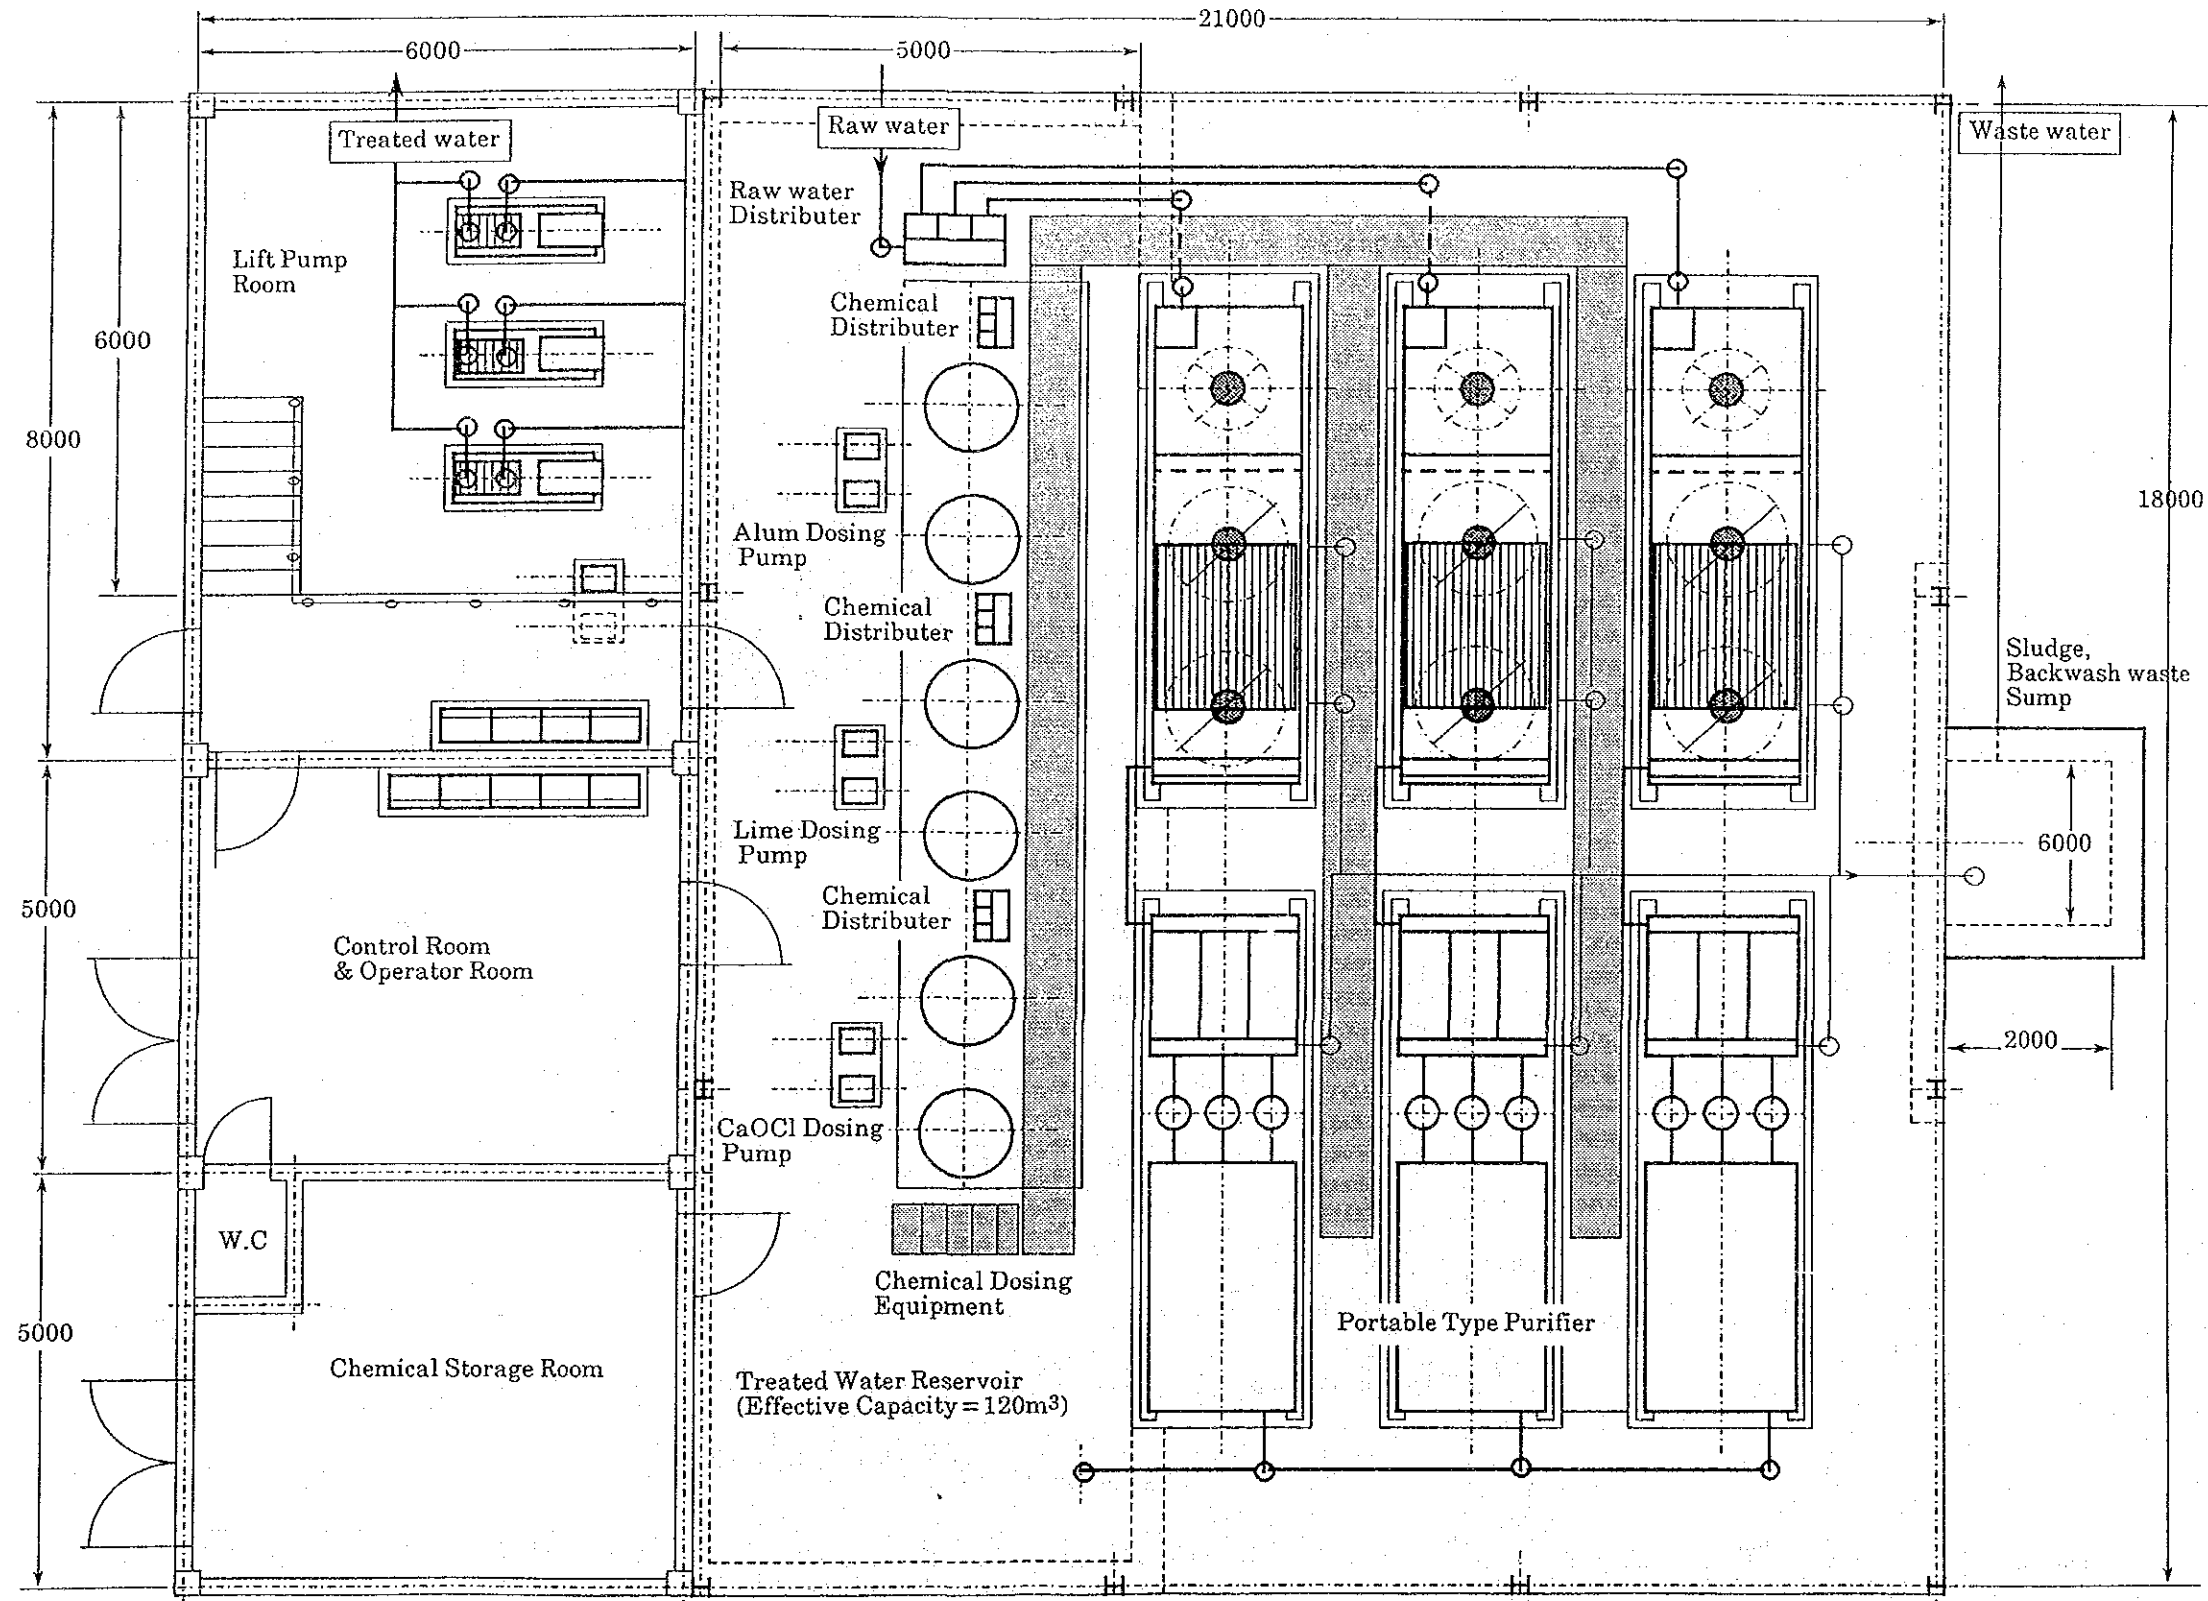 21000
6000
5000
Treated water
Raw water
Waste water
Raw water
Distributer
Lift Pump
Room
Chemical
Distributer
6000
8000
18000
Alum Dosing
Pump
Chemical
Distributer
Sludge,
Backwash waste
Sump
Lime Dosing
Pump
6000
Chemical
Distributer
5000
Control Room
& Operator Room
2000
CaOCl Dosing
Pump
W.C
Chemical Dosing
Equipment
Portable Type Purifier
5000
Chemical Storage Room
Treated Water Reservoir
(Effective Capacity = 120m³)